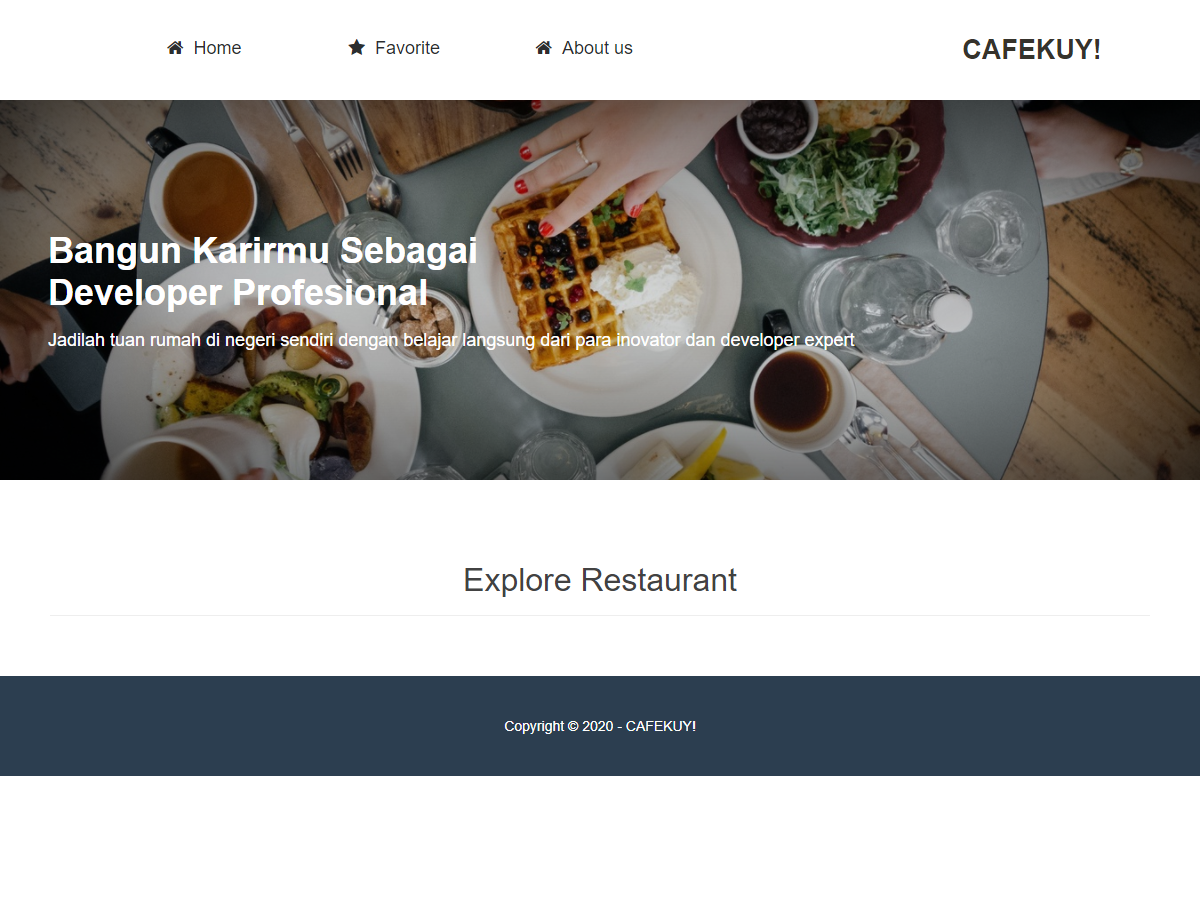 Home
Favorite
About us
CAFEKUY!
Bangun Karirmu Sebagai
Developer Profesional
Jadilah tuan rumah di negeri sendiri dengan belajar langsung dari para inovator dan developer expert
Explore Restaurant
Copyright © 2020 - CAFEKUY!